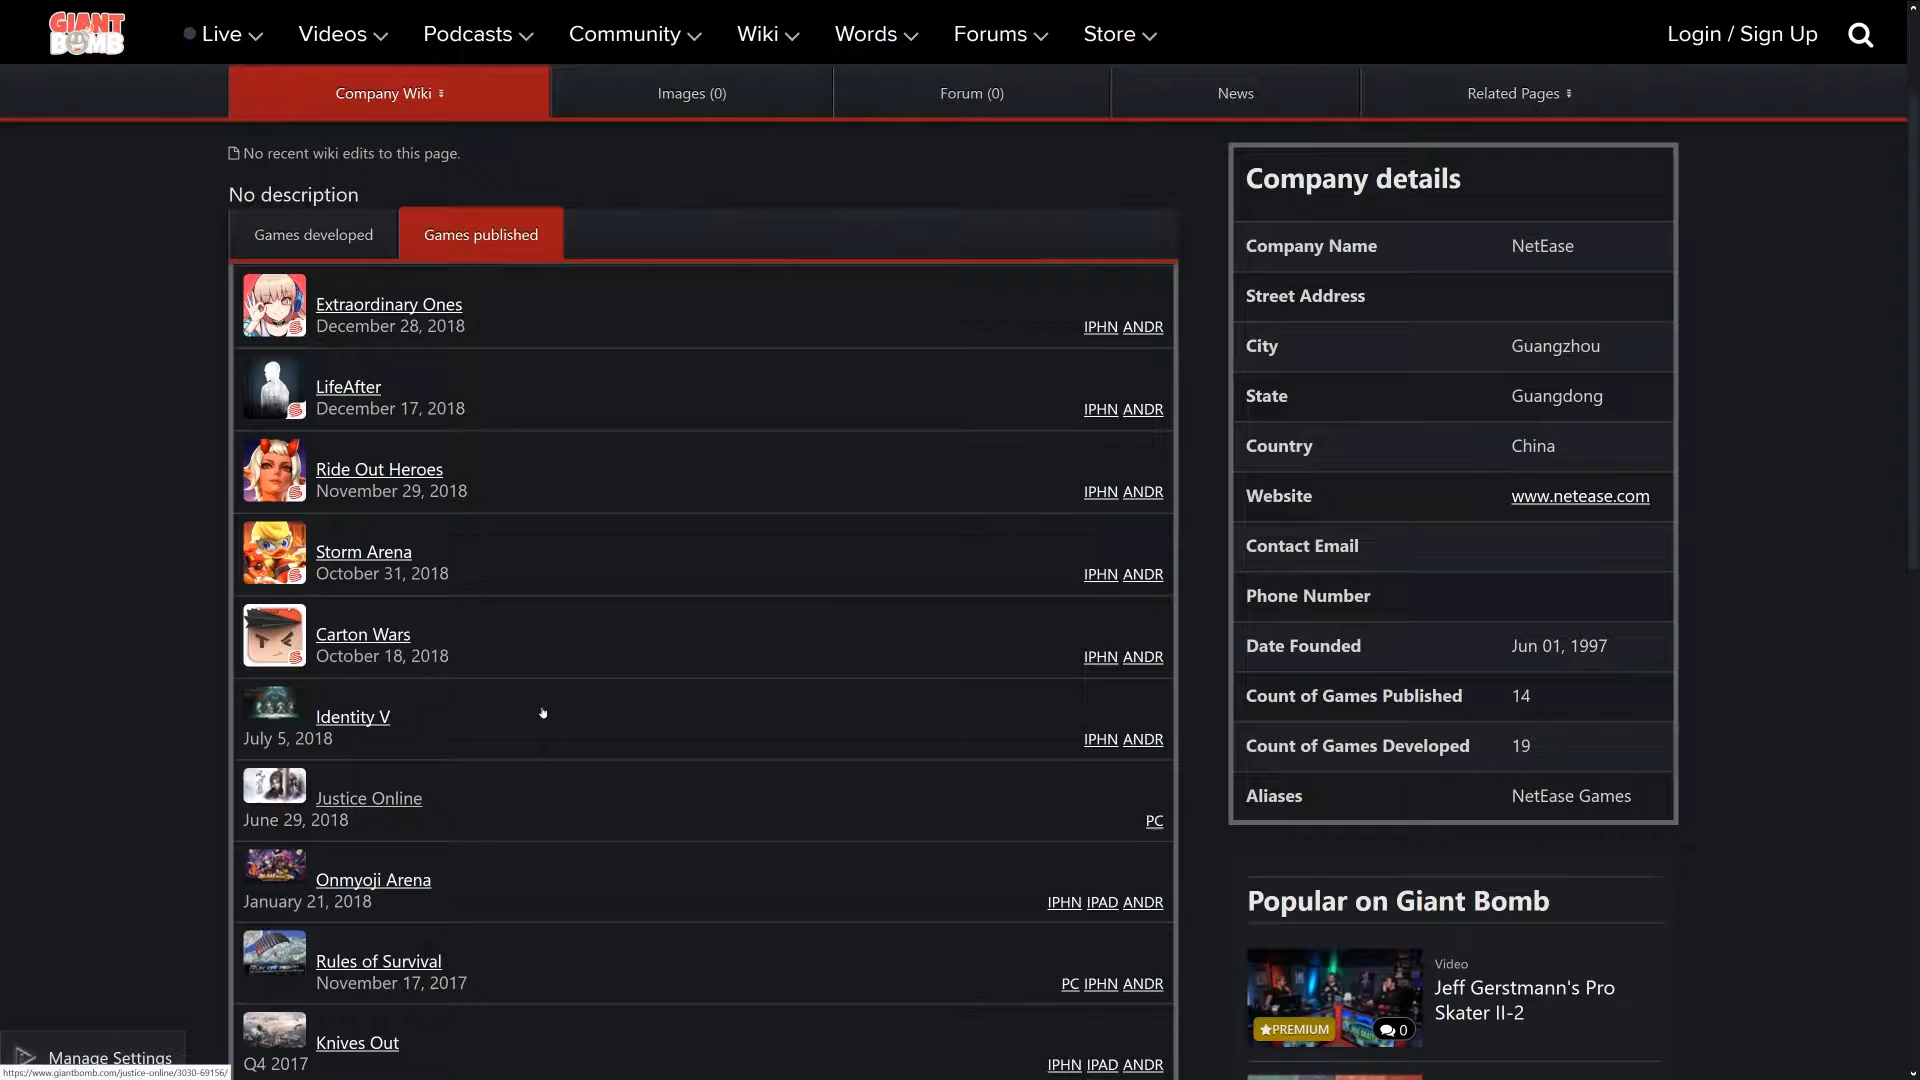 GIANT BOMB
Live Videos Podcasts Community Wiki Words Forums Store Login / Sign Up
Company Wiki Images (0) Forum (0) News Related Pages
No recent wiki edits to this page.
No description
Games developed Games published
Extraordinary Ones
December 28, 2018
IPHN ANDR
LifeAfter
December 17, 2018
IPHN ANDR
Ride Out Heroes
November 29, 2018
IPHN ANDR
Storm Arena
October 31, 2018
IPHN ANDR
Carton Wars
October 18, 2018
IPHN ANDR
Identity V
July 5, 2018
IPHN ANDR
Justice Online
June 29, 2018
PC
Onmyoji Arena
January 21, 2018
IPHN IPAD ANDR
Rules of Survival
November 17, 2017
PC IPHN ANDR
Knives Out
Q4 2017
IPHN IPAD ANDR
Company details
Company Name NetEase
Street Address
City Guangzhou
State Guangdong
Country China
Website www.netease.com
Contact Email
Phone Number
Date Founded Jun 01, 1997
Count of Games Published 14
Count of Games Developed 19
Aliases NetEase Games
Popular on Giant Bomb
Video
Jeff Gerstmann's Pro
Skater II-2
PREMIUM 0
Manage Settings
https://www.giantbomb.com/justice-online/3030-69156/